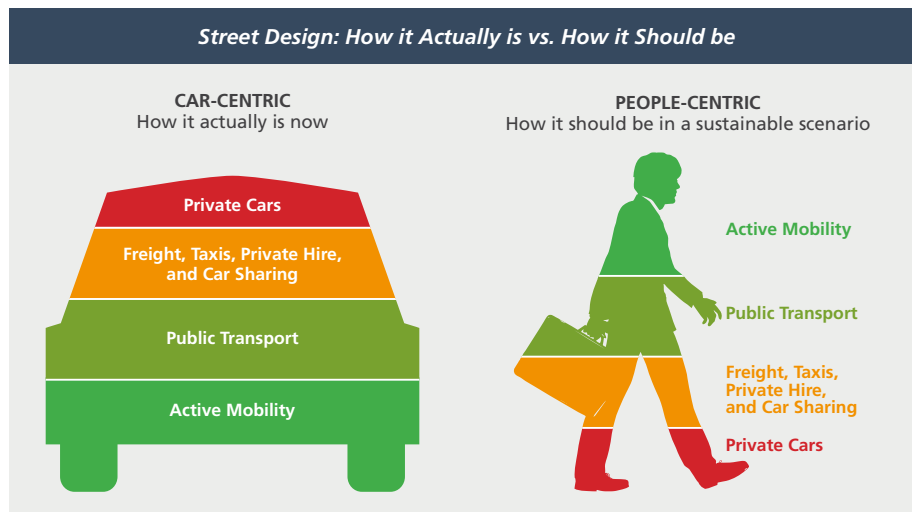 Street Design: How it Actually is vs. How it Should be
CAR-CENTRIC
How it actually is now
Private Cars
Freight, Taxis, Private Hire,
and Car Sharing
Public Transport
Active Mobility
PEOPLE-CENTRIC
How it should be in a sustainable scenario
Active Mobility
Public Transport
Freight, Taxis,
Private Hire,
and Car Sharing
Private Cars